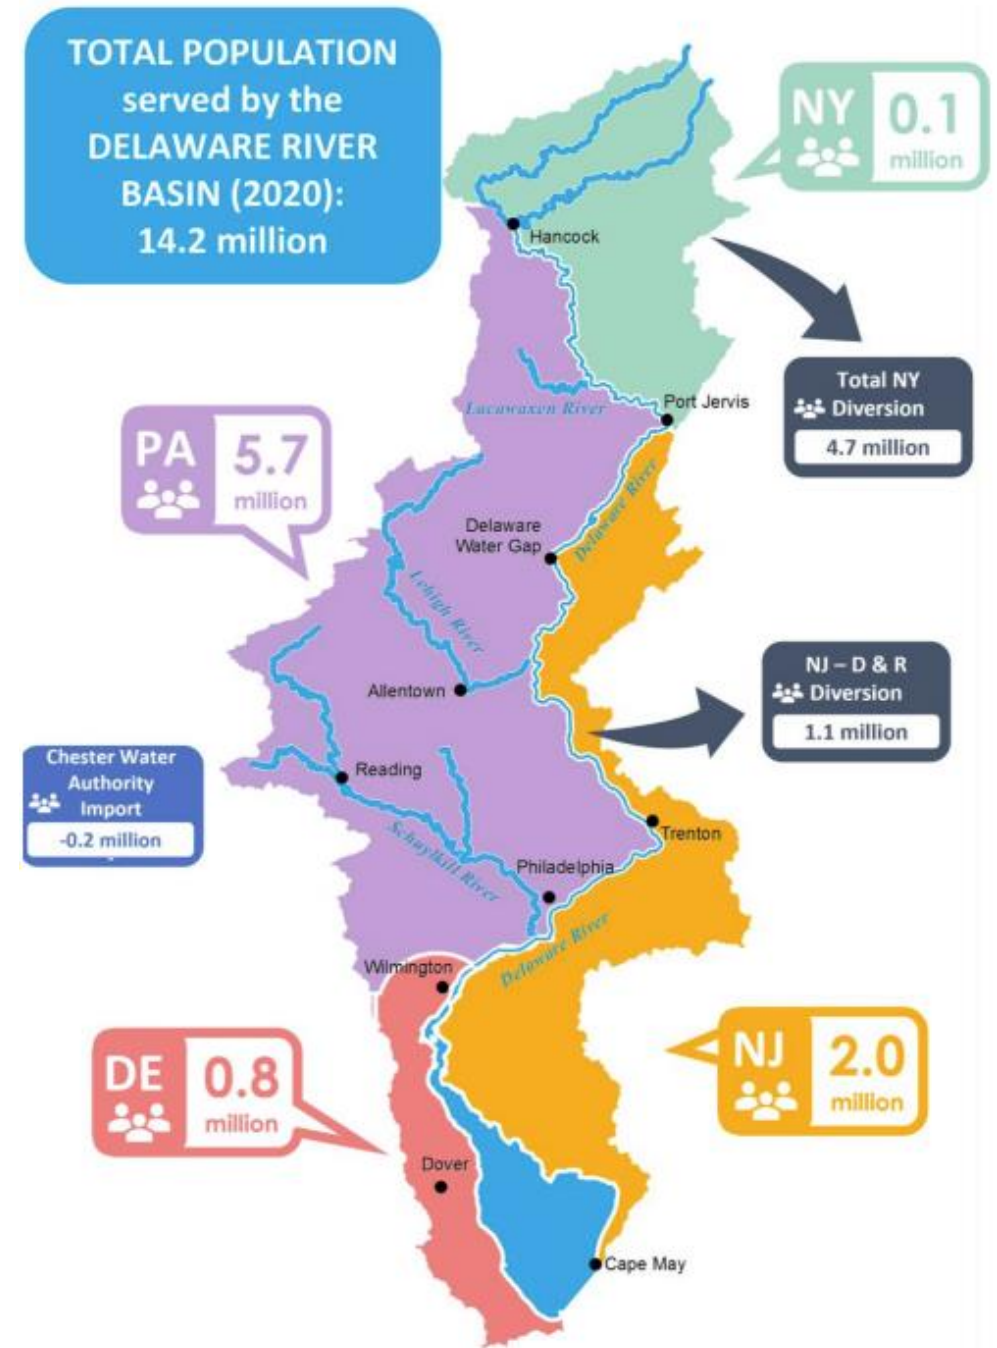 TOTAL POPULATION
served by the
DELAWARE RIVER
BASIN (2020):
14.2 million
NY
0.1
million
Hancock
Total NY
Diversion
4.7 million
Lacawaxen River
Port Jervis
PA
5.7
million
Delaware River
Delaware
Water Gap
Lehigh River
Allentown
NJ – D & R
Diversion
1.1 million
Chester Water
Authority
Import
-0.2 million
Reading
Trenton
Schuylkill River
Philadelphia
Delaware River
Wilmington
DE
0.8
million
NJ
2.0
million
Dover
Cape May